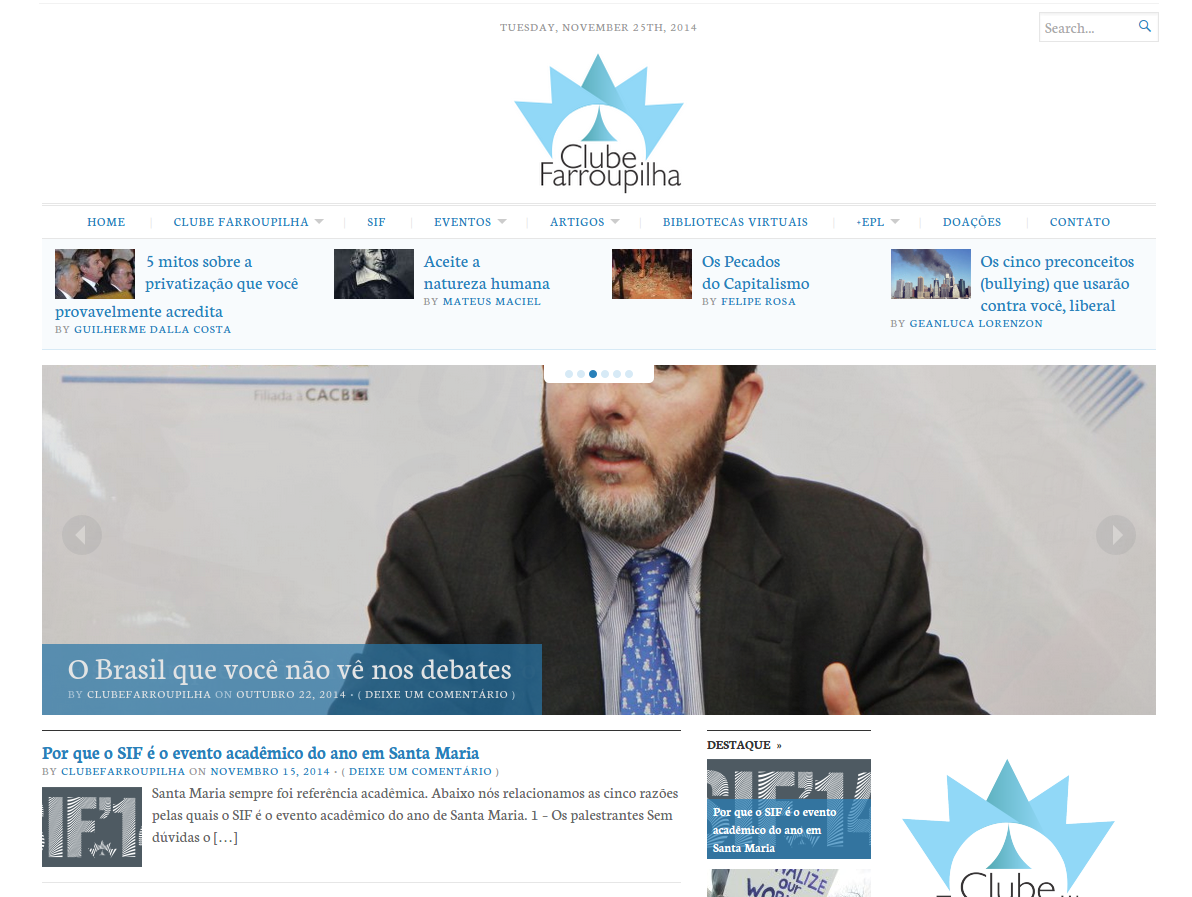 TUESDAY, NOVEMBER 25TH, 2014
Search...
Clube
Farroupilha
HOME
CLUBE FARROUPILHA
SIF
EVENTOS
ARTIGOS
BIBLIOTECAS VIRTUAIS
+EPL
DOAÇÕES
CONTATO
5 mitos sobre a
privatização que você
provavelmente acredita
BY GUILHERME DALLA COSTA
Aceite a
natureza humana
BY MATEUS MACIEL
Os Pecados
do Capitalismo
BY FELIPE ROSA
Os cinco preconceitos
(bullying) que usarão
contra você, liberal
BY GEANLUCA LORENZON
Filiada à CACB
O Brasil que você não vê nos debates
BY CLUBEFARROUPILHA ON OUTUBRO 22, 2014 • ( DEIXE UM COMENTÁRIO )
Por que o SIF é o evento acadêmico do ano em Santa Maria
BY CLUBEFARROUPILHA ON NOVEMBRO 15, 2014 • ( DEIXE UM COMENTÁRIO )
SIF'1
Santa Maria sempre foi referência acadêmica. Abaixo nós relacionamos as cinco razões
pelas quais o SIF é o evento acadêmico do ano de Santa Maria. 1 – Os palestrantes Sem
dúvidas o […]
DESTAQUE »
SIF'14
Por que o SIF é o evento
acadêmico do ano em
Santa Maria
OUR
Clube